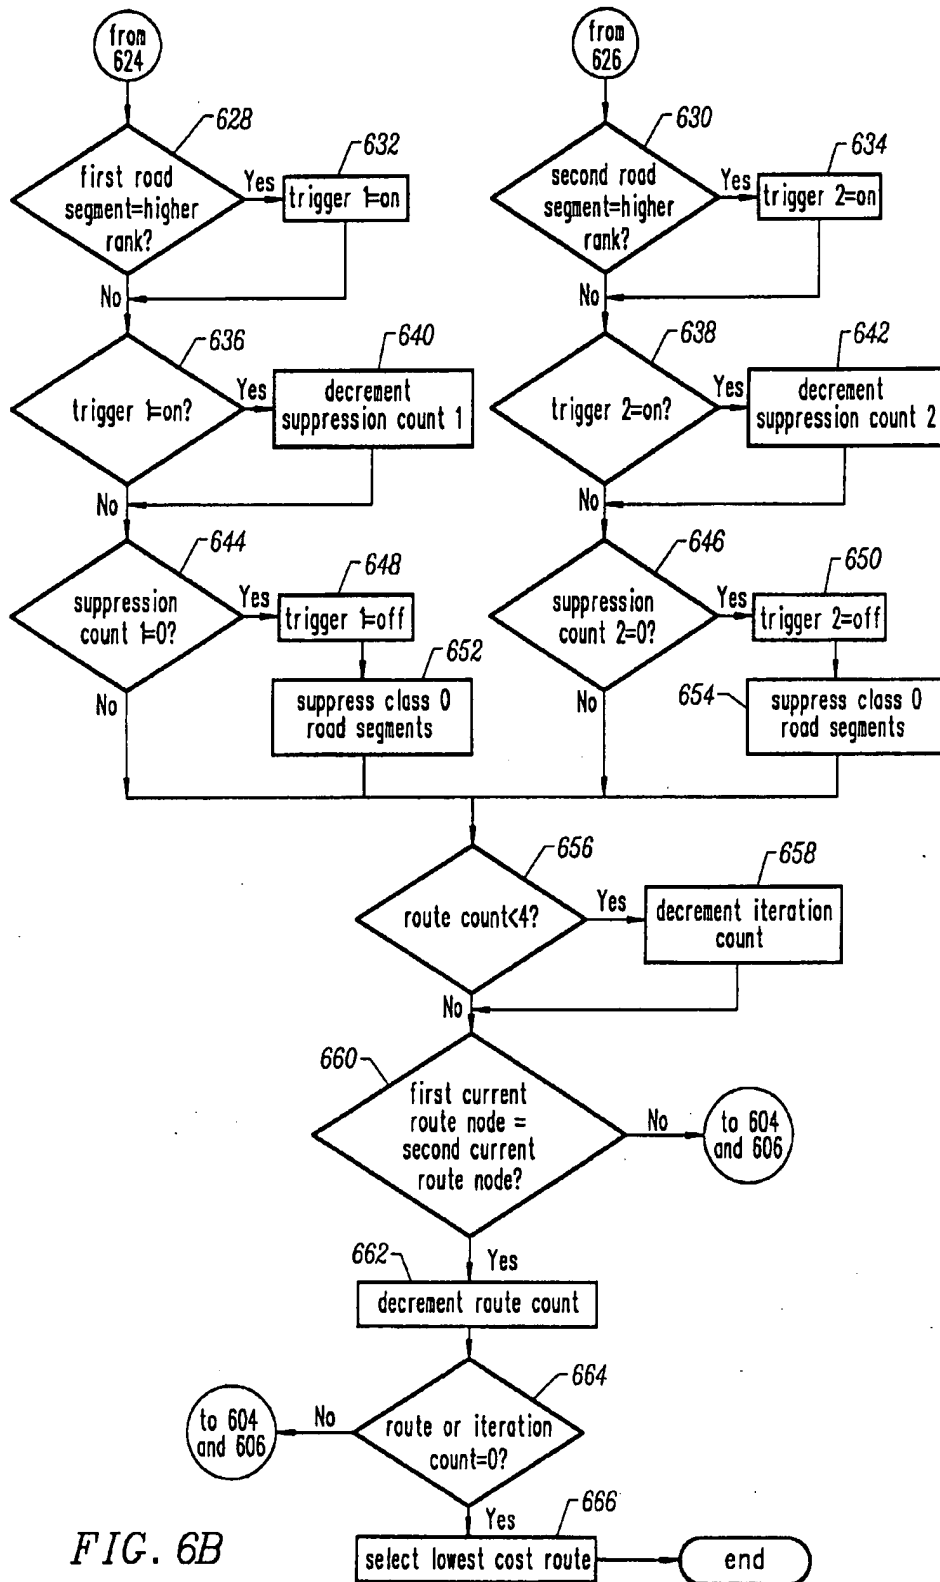 from
624
628
first road
segment=higher
rank?
Yes
632
trigger 1=on
No
636
trigger 1=on?
Yes
640
decrement
suppression count 1
No
644
suppression
count 1=0?
Yes
648
trigger 1=off
652
suppress class 0
road segments
No
from
626
630
second road
segment=higher
rank?
Yes
634
trigger 2=on
No
638
trigger 2=on?
Yes
642
decrement
suppression count 2
No
646
suppression
count 2=0?
Yes
650
trigger 2=off
654
suppress class 0
road segments
No
656
route count<4?
Yes
658
decrement iteration
count
No
660
first current
route node =
second current
route node?
No
to 604
and 606
Yes
662
decrement route count
664
route or iteration
count=0?
No
to 604
and 606
Yes
666
select lowest cost route
end
FIG. 6B